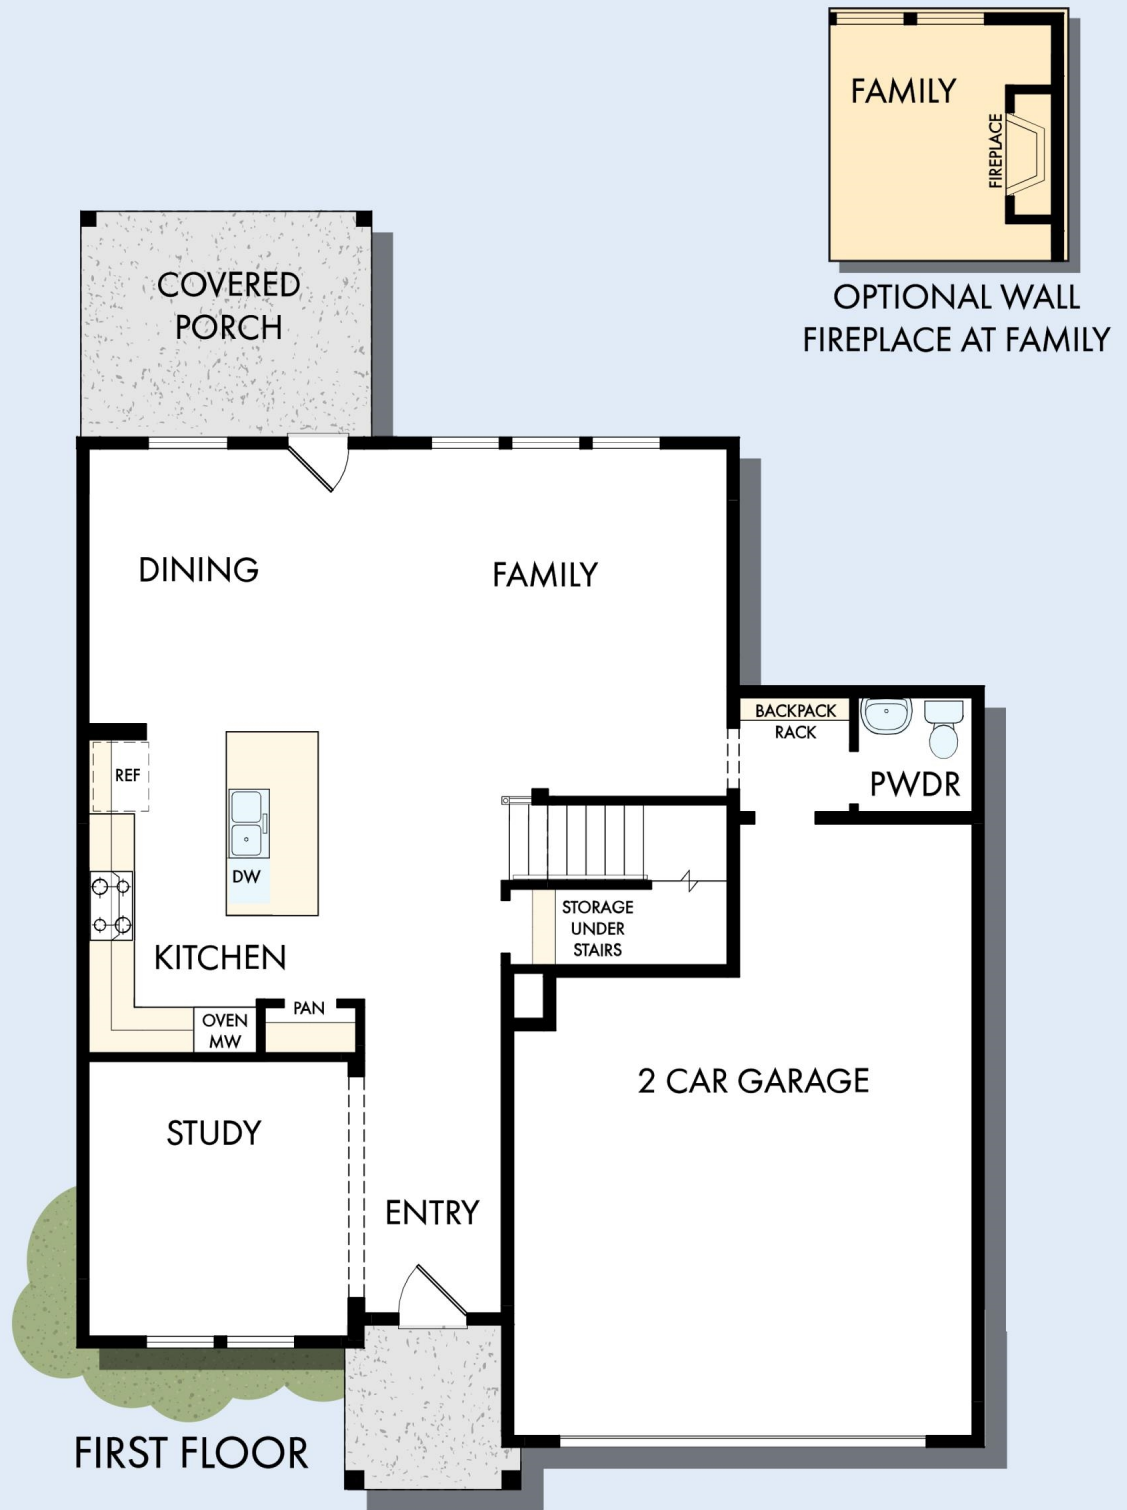 FAMILY
FIREPLACE
OPTIONAL WALL
FIREPLACE AT FAMILY
COVERED
PORCH
DINING
FAMILY
BACKPACK
RACK
REF
PWDR
DW
STORAGE
UNDER
STAIRS
KITCHEN
PAN
OVEN
MW
2 CAR GARAGE
STUDY
ENTRY
FIRST FLOOR